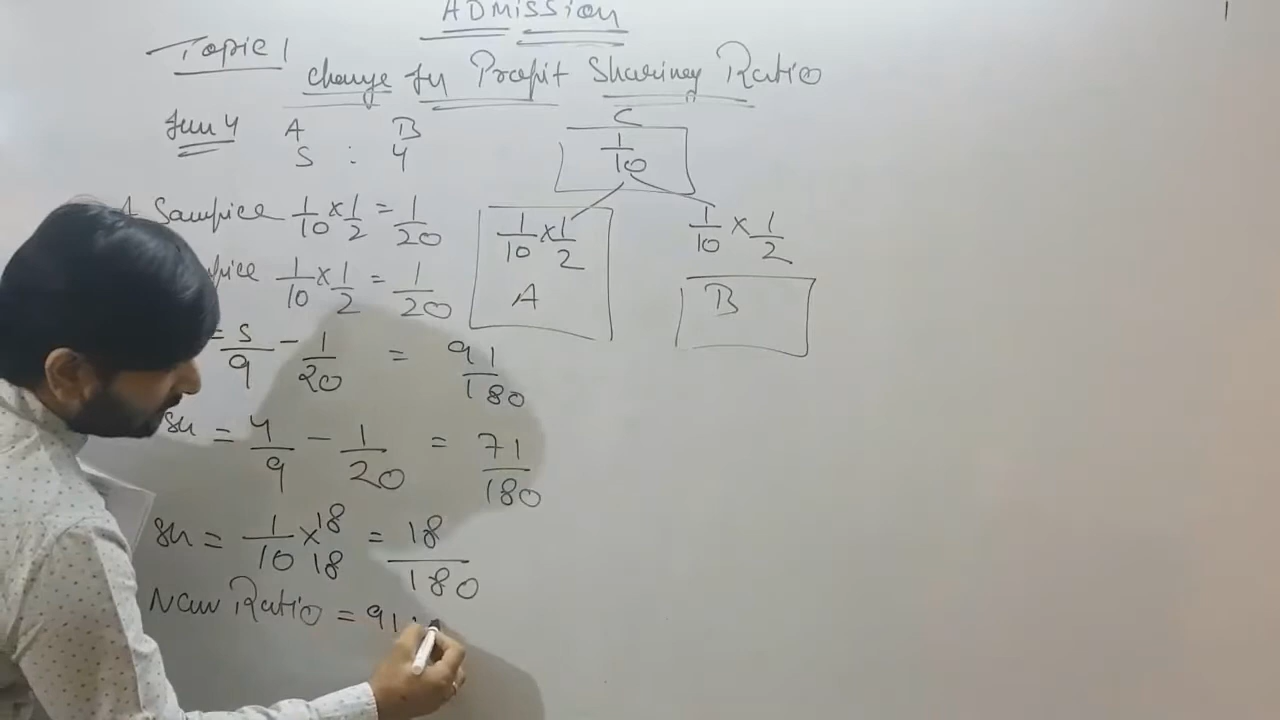 ADMISSION
Topic 1
Change In Profit Sharing Ratio
A B C
5 : 4 1/10
A Sacrifice 1/10 × 1/2 = 1/20
1/10 × 1/2 1/10 × 1/2
1/10 × 1/2 = 1/20
A B
= 5/9 - 1/20 = 91/180
Sh = 4/9 - 1/20 = 71/180
Sh = 1/10 × 18/18 = 18/180
New Ratio = 91 :